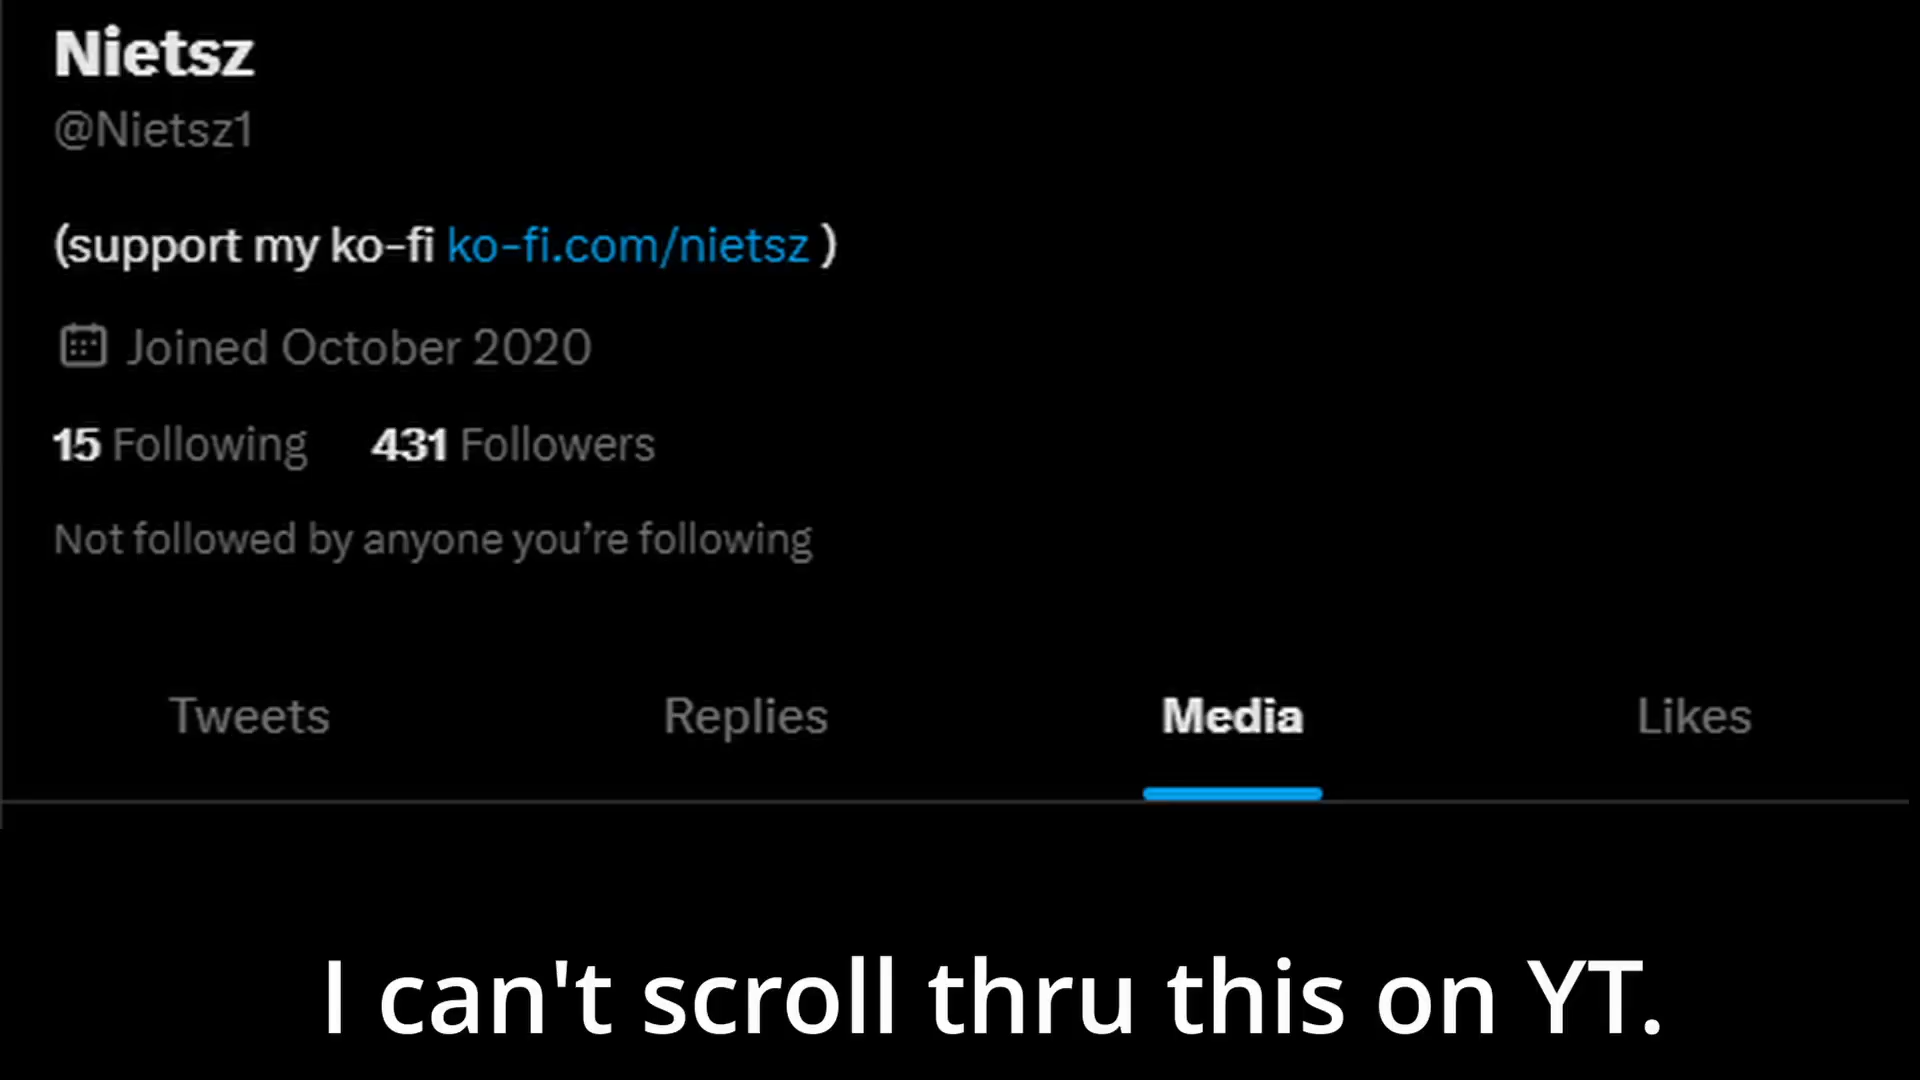 Nietsz
@Nietsz1
(support my ko-fi ko-fi.com/nietsz )
Joined October 2020
15 Following 431 Followers
Not followed by anyone you’re following
Tweets Replies Media Likes
I can't scroll thru this on YT.